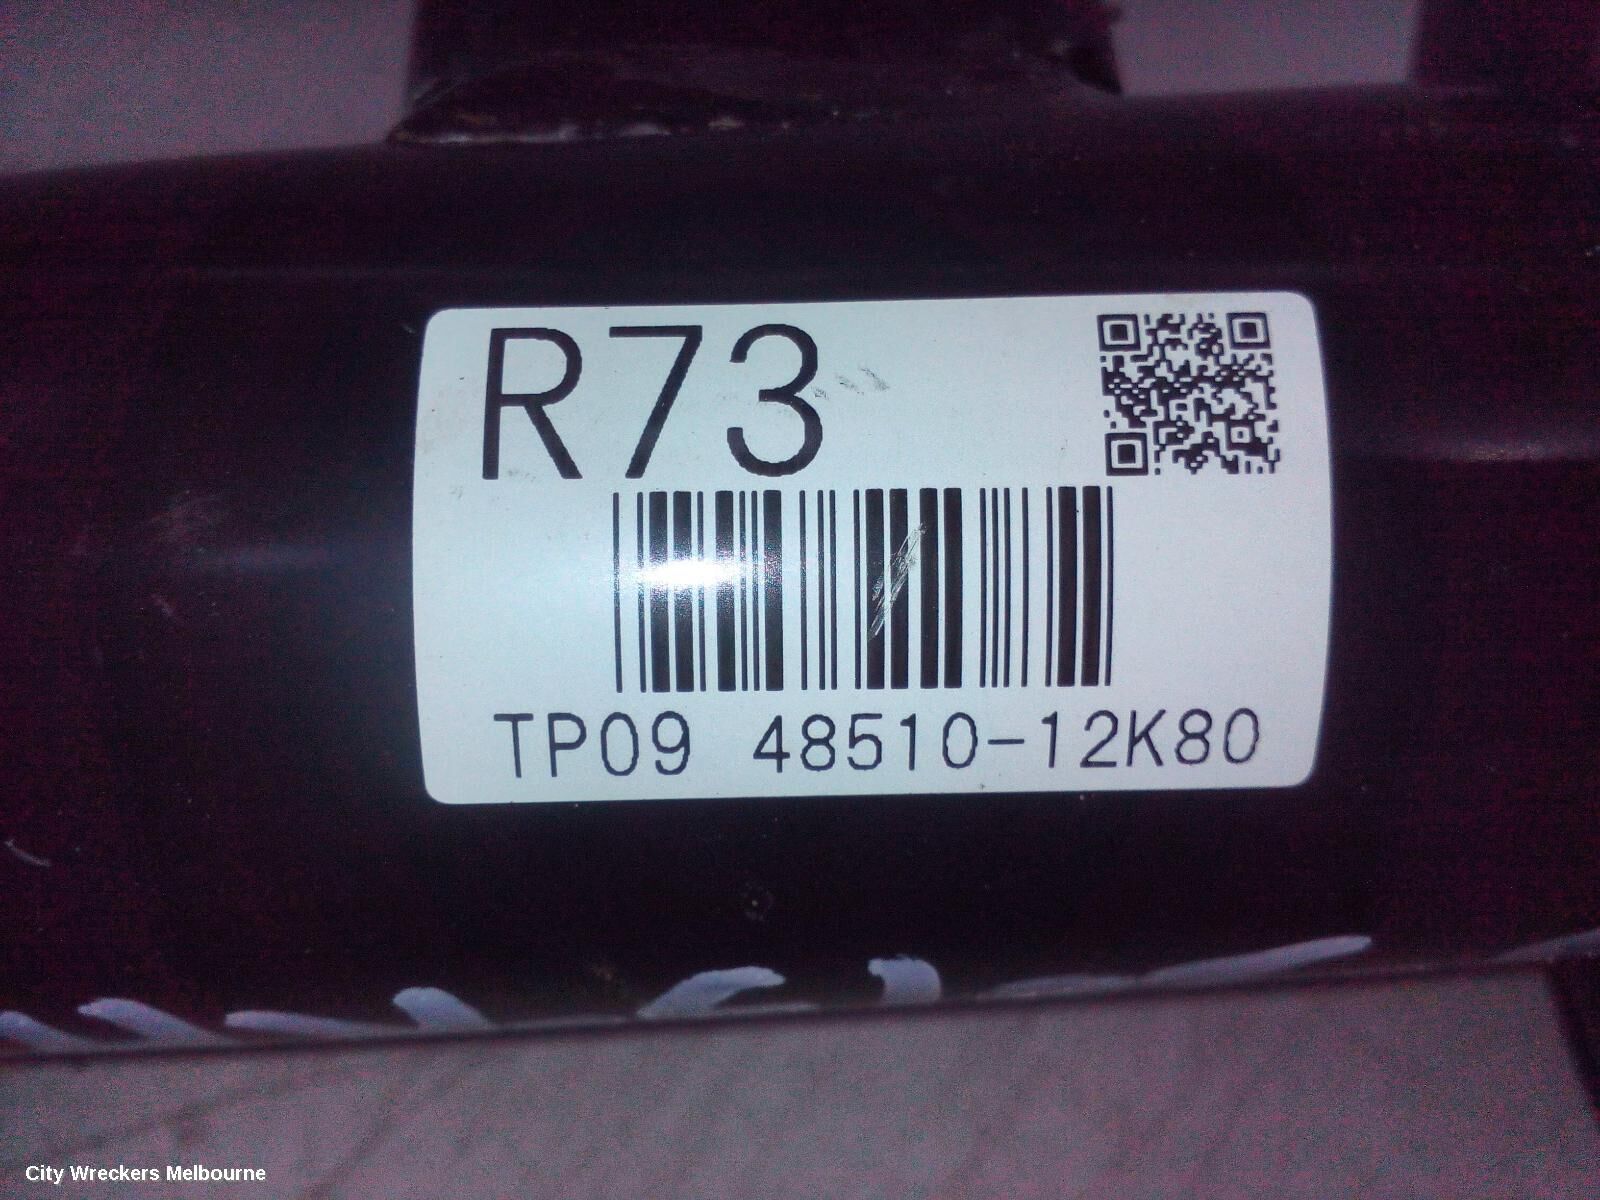 R73
TP09 48510-12K80
City Wreckers Melbourne